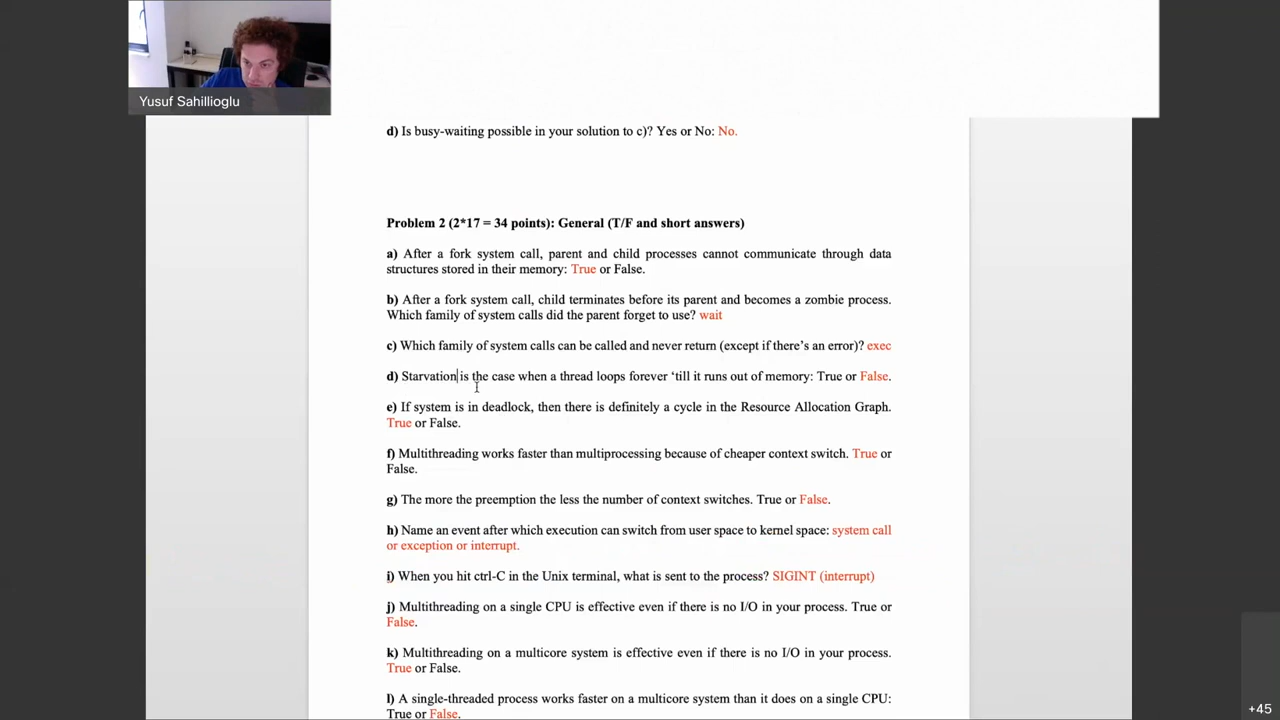 Yusuf Sahillioglu
d) Is busy-waiting possible in your solution to c)? Yes or No: No.
Problem 2 (2*17 = 34 points): General (T/F and short answers)
a) After a fork system call, parent and child processes cannot communicate through data
structures stored in their memory: True or False.
b) After a fork system call, child terminates before its parent and becomes a zombie process.
Which family of system calls did the parent forget to use? wait
c) Which family of system calls can be called and never return (except if there's an error)? exec
d) Starvation is the case when a thread loops forever ‘till it runs out of memory: True or False.
e) If system is in deadlock, then there is definitely a cycle in the Resource Allocation Graph.
True or False.
f) Multithreading works faster than multiprocessing because of cheaper context switch. True or
False.
g) The more the preemption the less the number of context switches. True or False.
h) Name an event after which execution can switch from user space to kernel space: system call
or exception or interrupt.
i) When you hit ctrl-C in the Unix terminal, what is sent to the process? SIGINT (interrupt)
j) Multithreading on a single CPU is effective even if there is no I/O in your process. True or
False.
k) Multithreading on a multicore system is effective even if there is no I/O in your process.
True or False.
l) A single-threaded process works faster on a multicore system than it does on a single CPU:
True or False.
+45